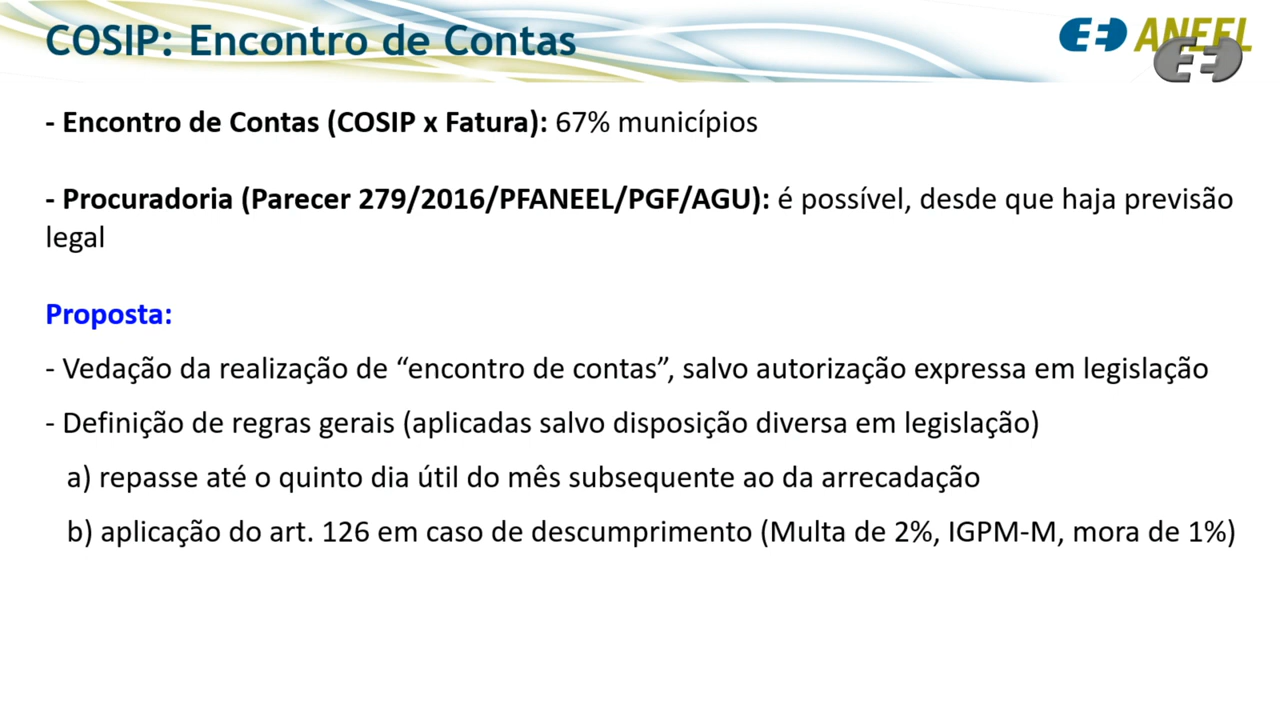 COSIP: Encontro de Contas
ANEEL
- Encontro de Contas (COSIP x Fatura): 67% municípios
- Procuradoria (Parecer 279/2016/PFANEEL/PGF/AGU): é possível, desde que haja previsão
legal
Proposta:
- Vedação da realização de “encontro de contas”, salvo autorização expressa em legislação
- Definição de regras gerais (aplicadas salvo disposição diversa em legislação)
a) repasse até o quinto dia útil do mês subsequente ao da arrecadação
b) aplicação do art. 126 em caso de descumprimento (Multa de 2%, IGPM-M, mora de 1%)